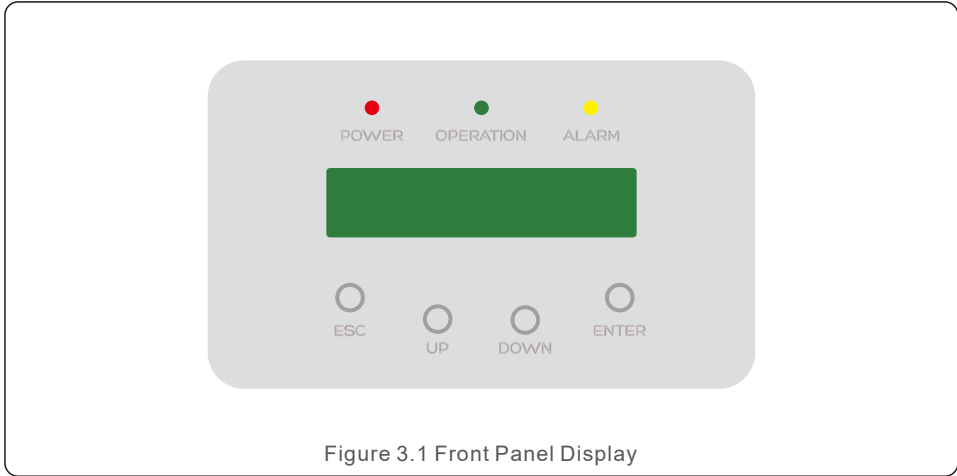 POWER OPERATION ALARM
ESC UP DOWN ENTER
Figure 3.1 Front Panel Display